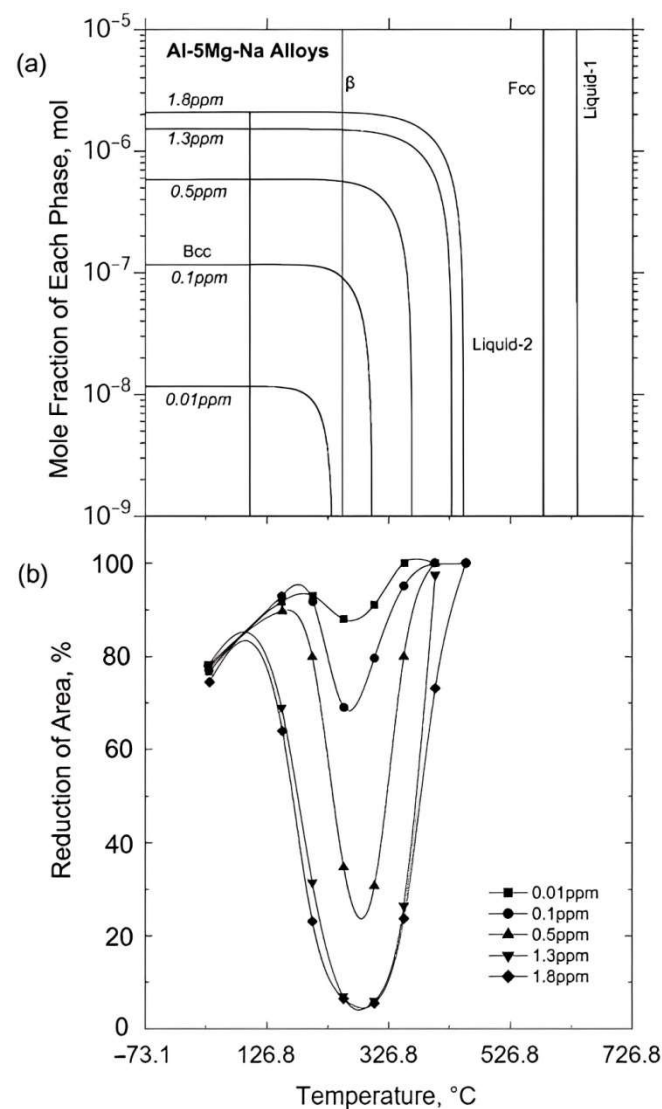 (a)
Al-5Mg-Na Alloys
β
Fcc
Liquid-1
1.8ppm
1.3ppm
0.5ppm
Bcc
0.1ppm
0.01ppm
Liquid-2
Mole Fraction of Each Phase, mol
10⁻⁵
10⁻⁶
10⁻⁷
10⁻⁸
10⁻⁹
(b)
Reduction of Area, %
100
80
60
40
20
0
0.01ppm
0.1ppm
0.5ppm
1.3ppm
1.8ppm
−73.1 126.8 326.8 526.8 726.8
Temperature, °C